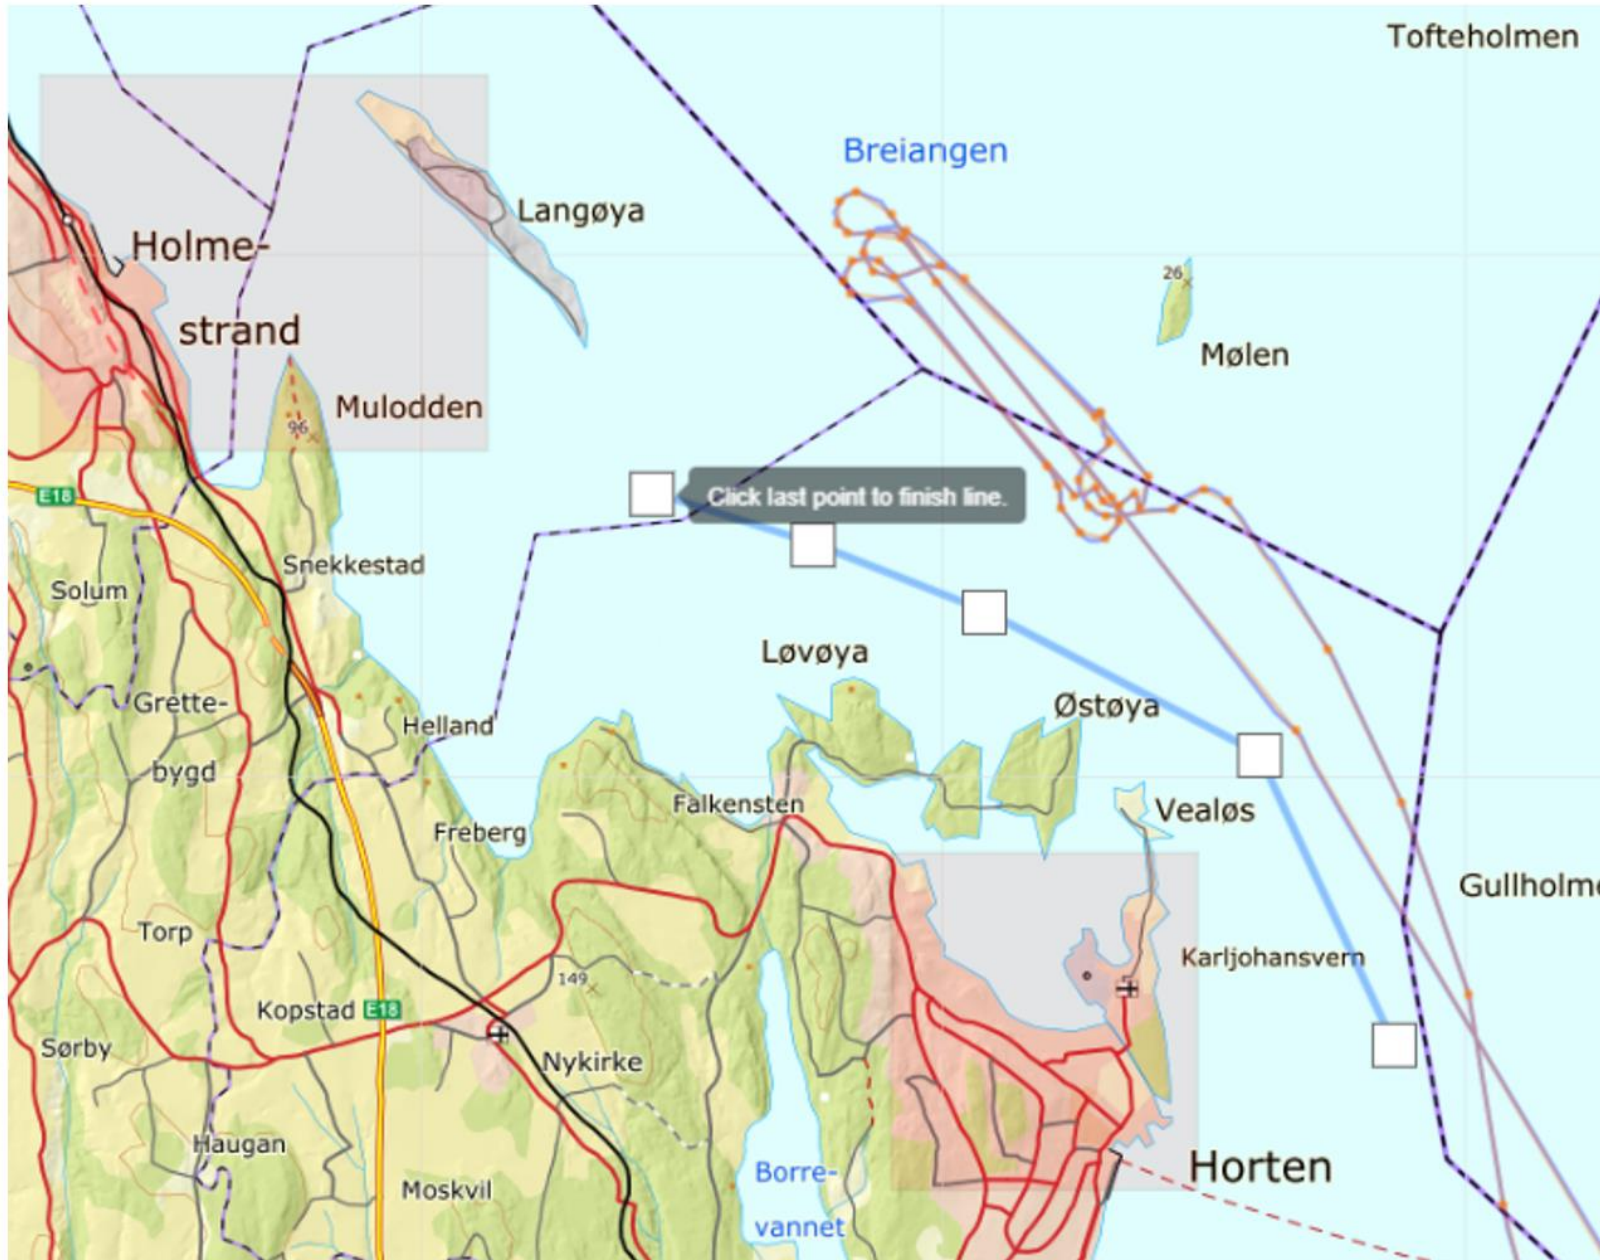 Tofteholmen
Breiangen
Langøya
Holme-
strand
26
Mølen
Mulodden
96
E18
Click last point to finish line.
Snekkestad
Solum
Løvøya
Grette-
bygd
Helland
Østøya
Falkensten
Vealøs
Freberg
Gullholme
Torp
Karljohansvern
149
Kopstad
E18
Sørby
Nykirke
Haugan
Horten
Borre-
vannet
Moskvil